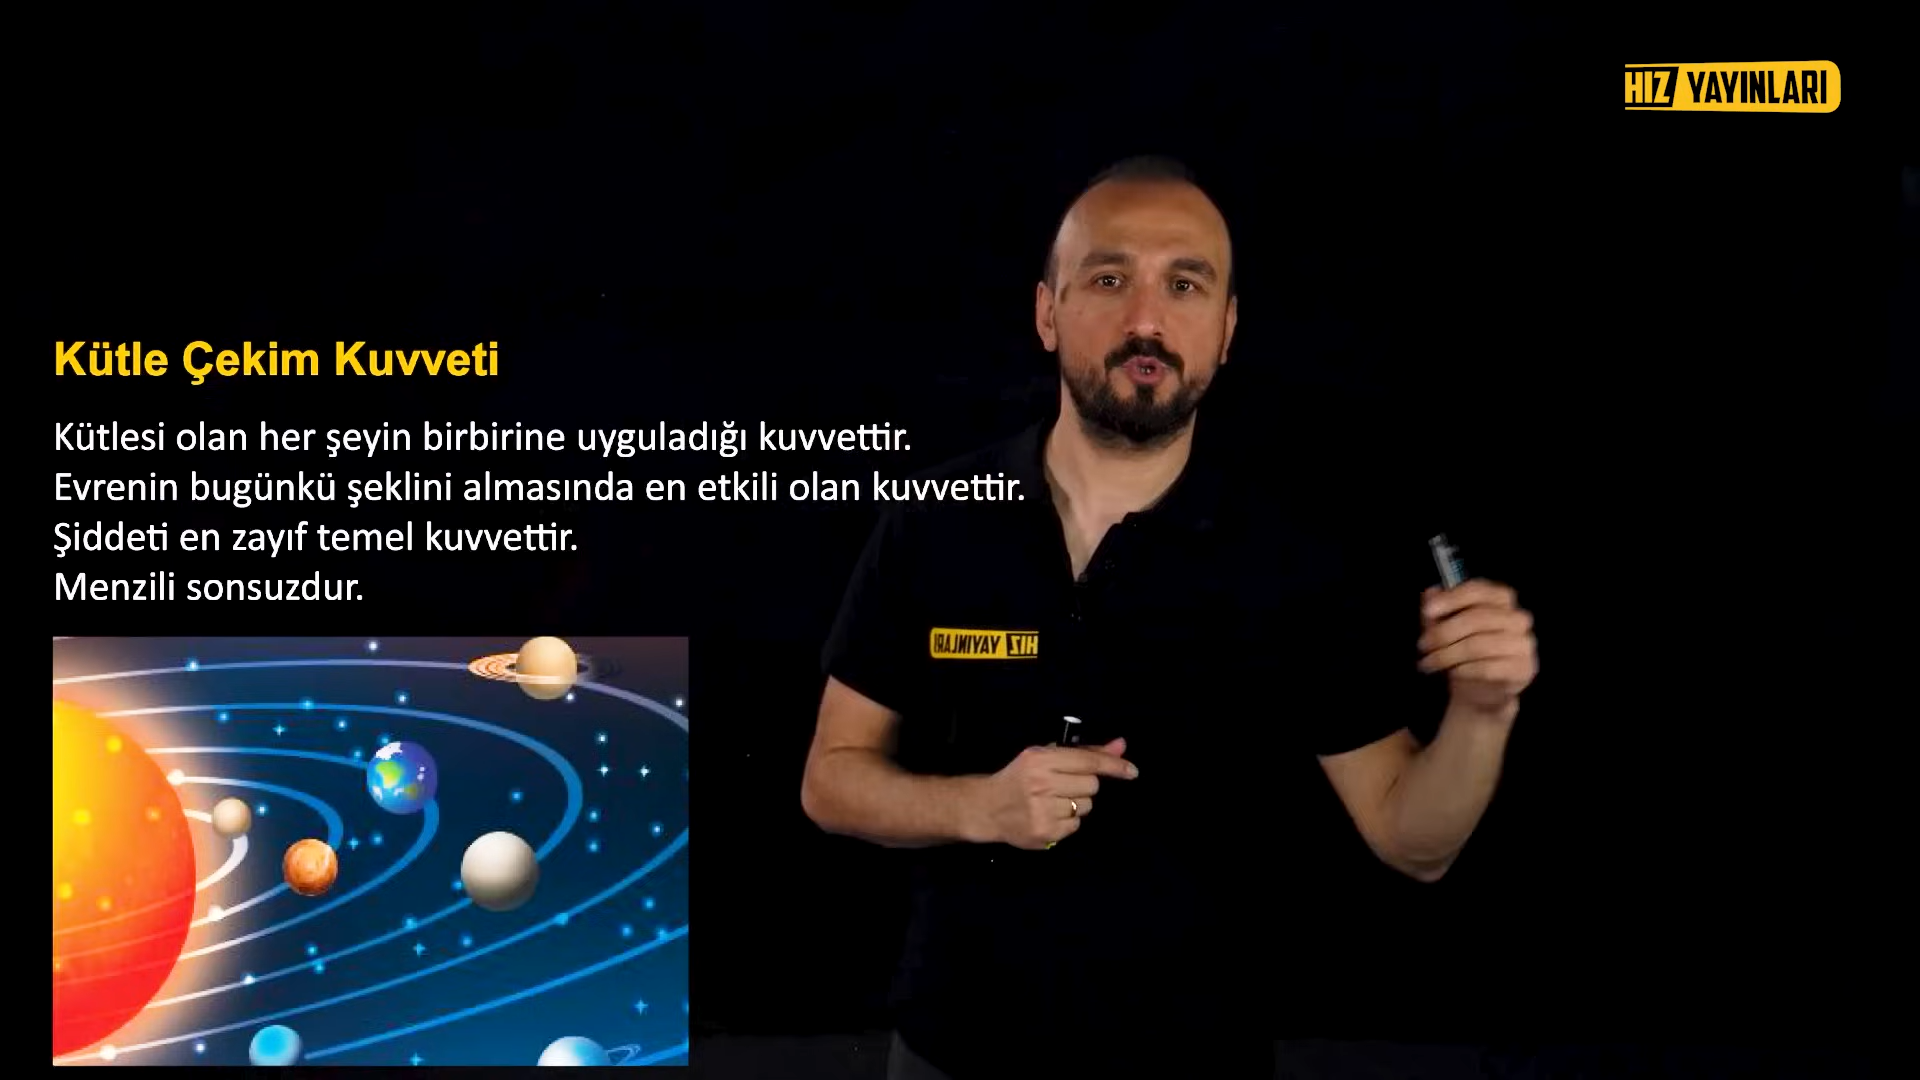 HIZ YAYINLARI
Kütle Çekim Kuvveti
Kütlesi olan her şeyin birbirine uyguladığı kuvvettir.
Evrenin bugünkü şeklini almasında en etkili olan kuvvettir.
Şiddeti en zayıf temel kuvvettir.
Menzili sonsuzdur.
HIZ YAYINLARI